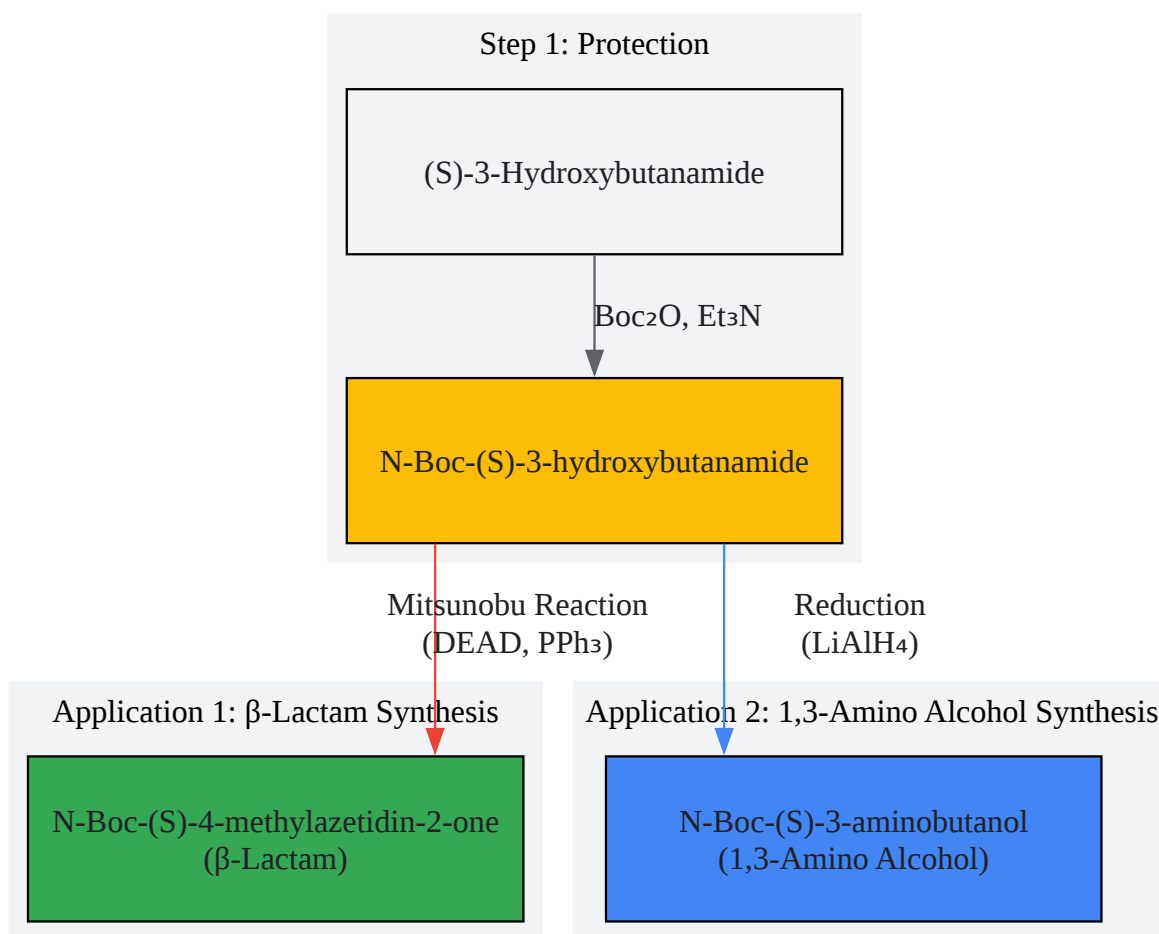 Step 1: Protection
(S)-3-Hydroxybutanamide
Boc₂O, Et₃N
N-Boc-(S)-3-hydroxybutanamide
Mitsunobu Reaction
(DEAD, PPh₃)
Reduction
(LiAlH₄)
Application 1: β-Lactam Synthesis
N-Boc-(S)-4-methylazetidin-2-one
(β-Lactam)
Application 2: 1,3-Amino Alcohol Synthesis
N-Boc-(S)-3-aminobutanol
(1,3-Amino Alcohol)